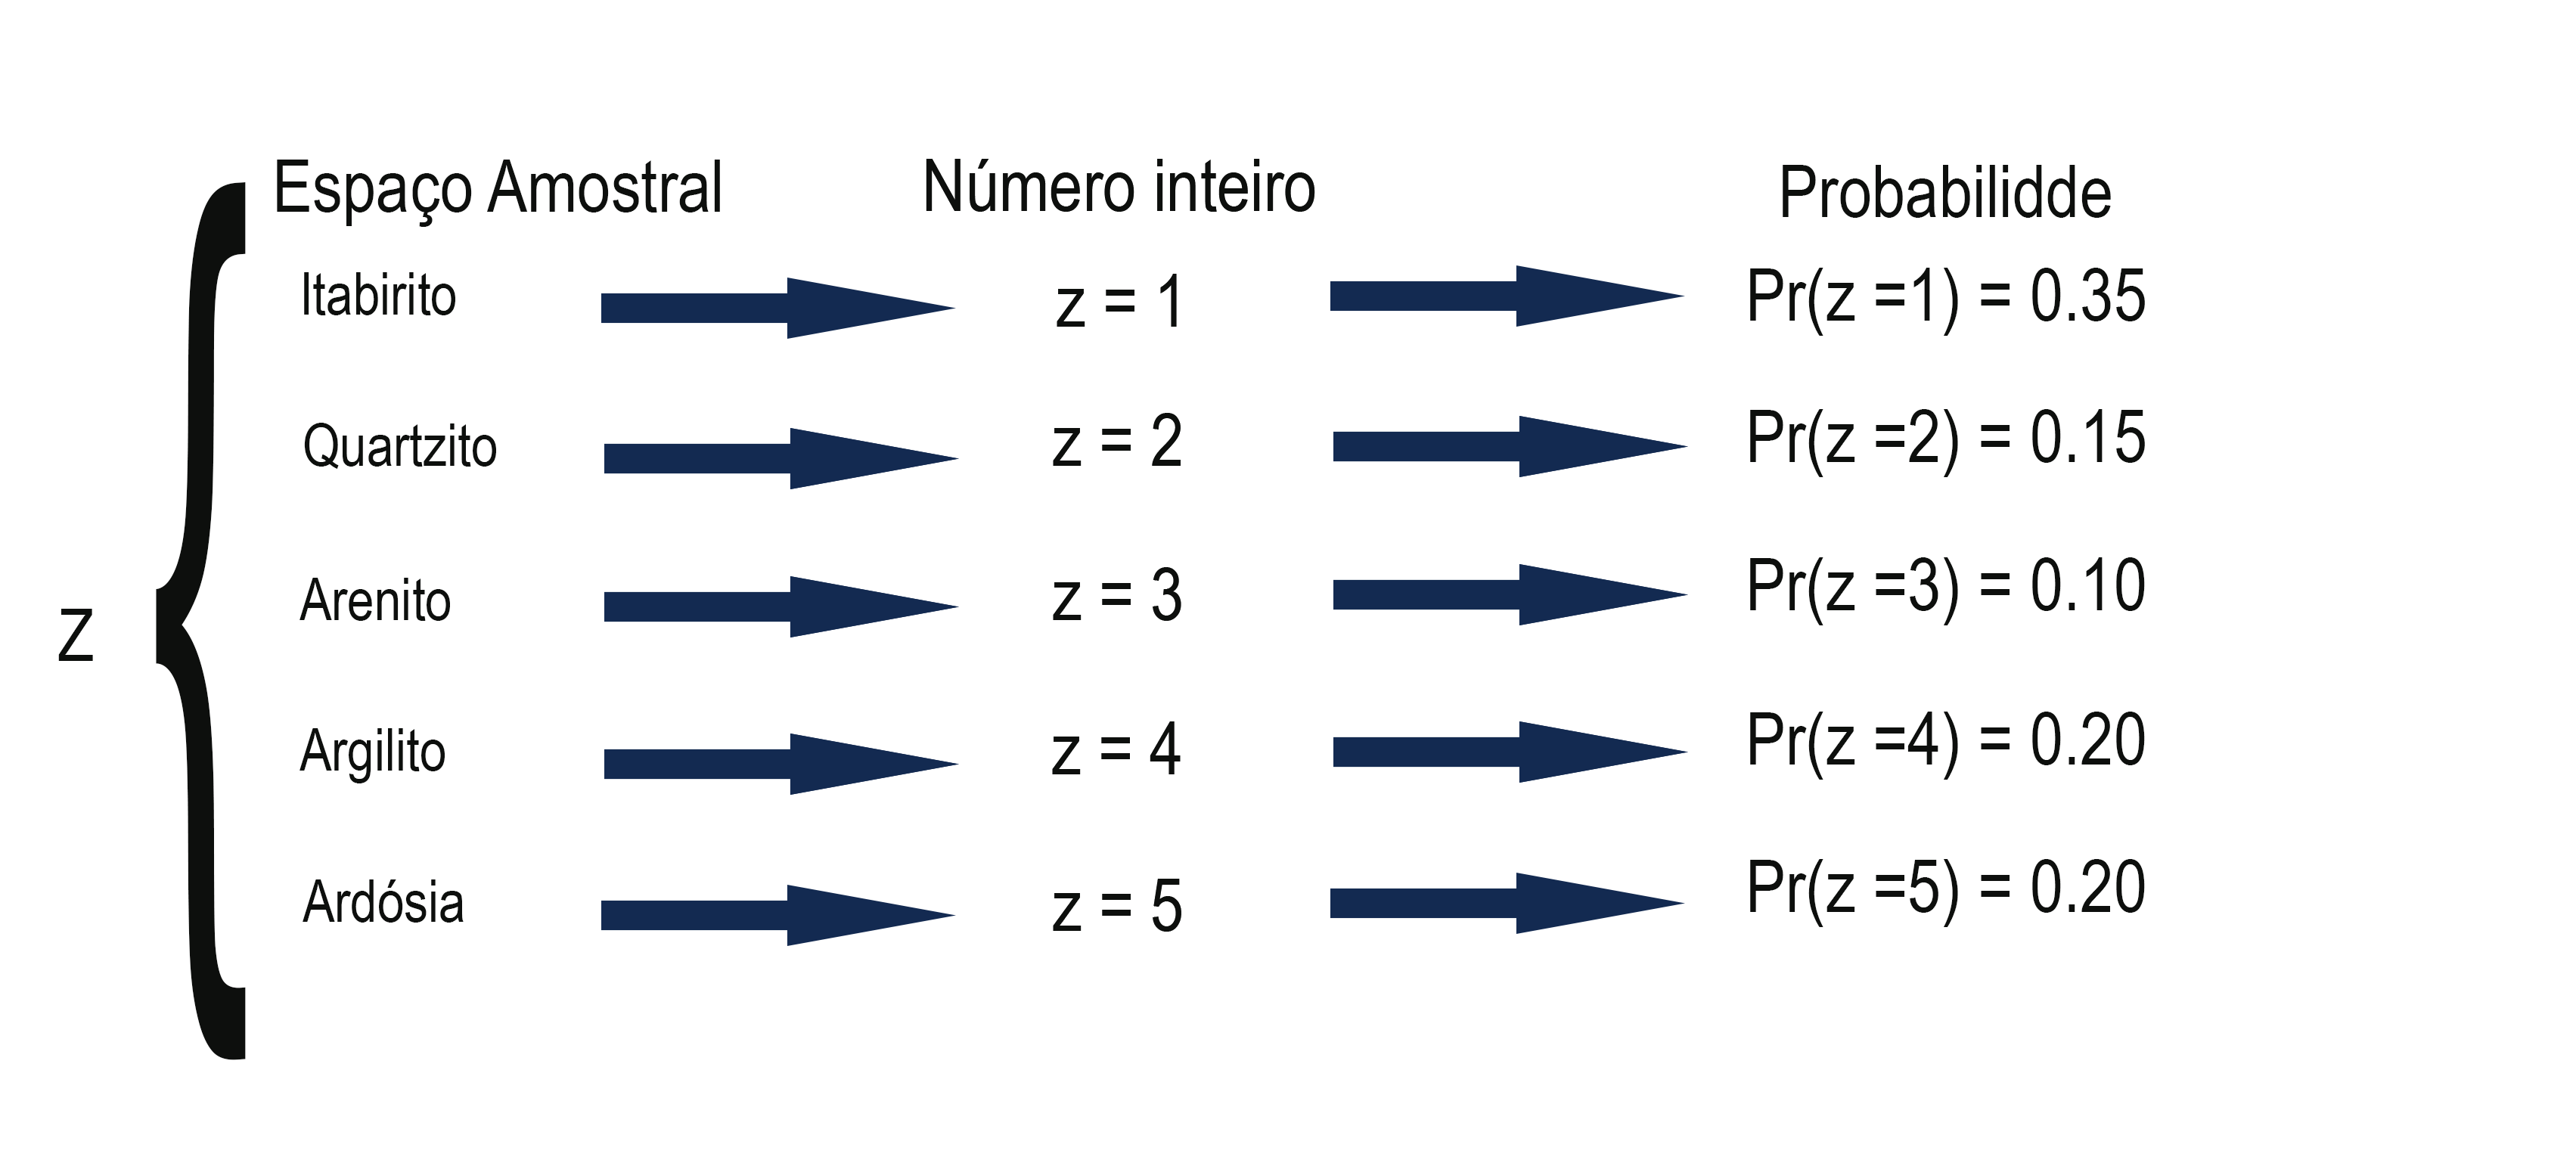 Espaço Amostral Número inteiro Probabilidde
Itabirito z = 1 Pr(z =1) = 0.35
Quartzito z = 2 Pr(z =2) = 0.15
Arenito z = 3 Pr(z =3) = 0.10
z
Argilito z = 4 Pr(z =4) = 0.20
Ardósia z = 5 Pr(z =5) = 0.20